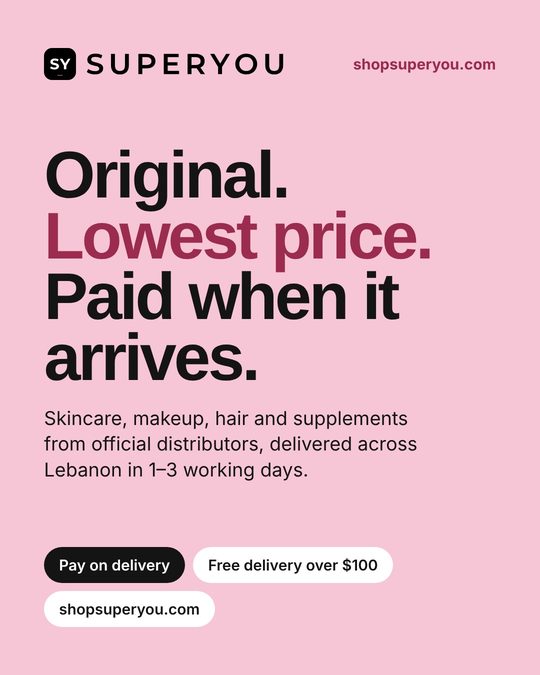 SY SUPERYOU
shopsuperyou.com
Original.
Lowest price.
Paid when it
arrives.
Skincare, makeup, hair and supplements
from official distributors, delivered across
Lebanon in 1–3 working days.
Pay on delivery
Free delivery over $100
shopsuperyou.com